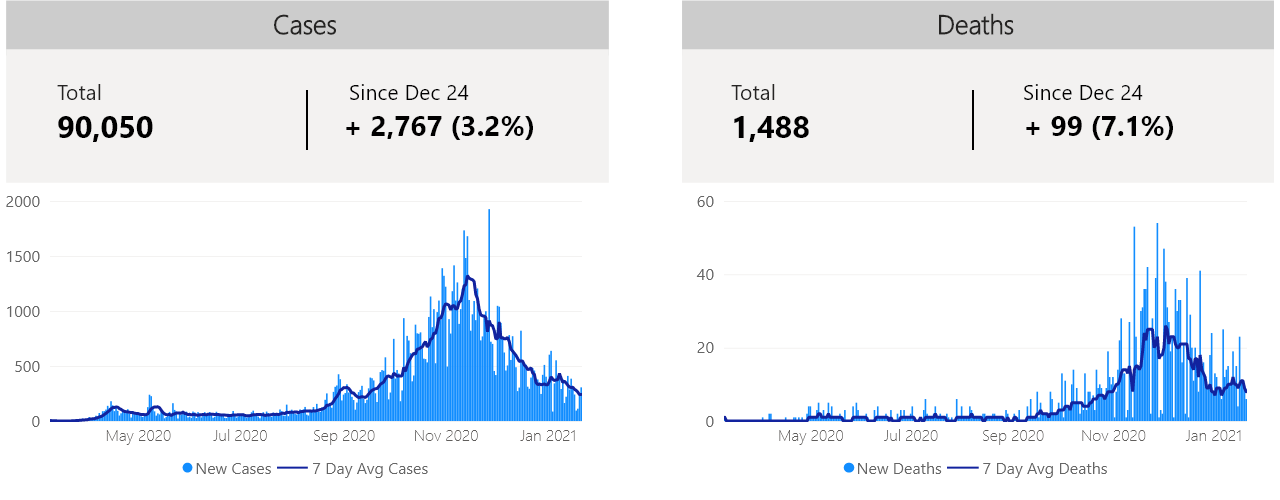 Cases
Total
Since Dec 24
90,050
+ 2,767 (3.2%)
2000
1500
1000
500
0
May 2020 Jul 2020 Sep 2020 Nov 2020 Jan 2021
New Cases 7 Day Avg Cases
Deaths
Total
Since Dec 24
1,488
+ 99 (7.1%)
60
40
20
0
May 2020 Jul 2020 Sep 2020 Nov 2020 Jan 2021
New Deaths 7 Day Avg Deaths